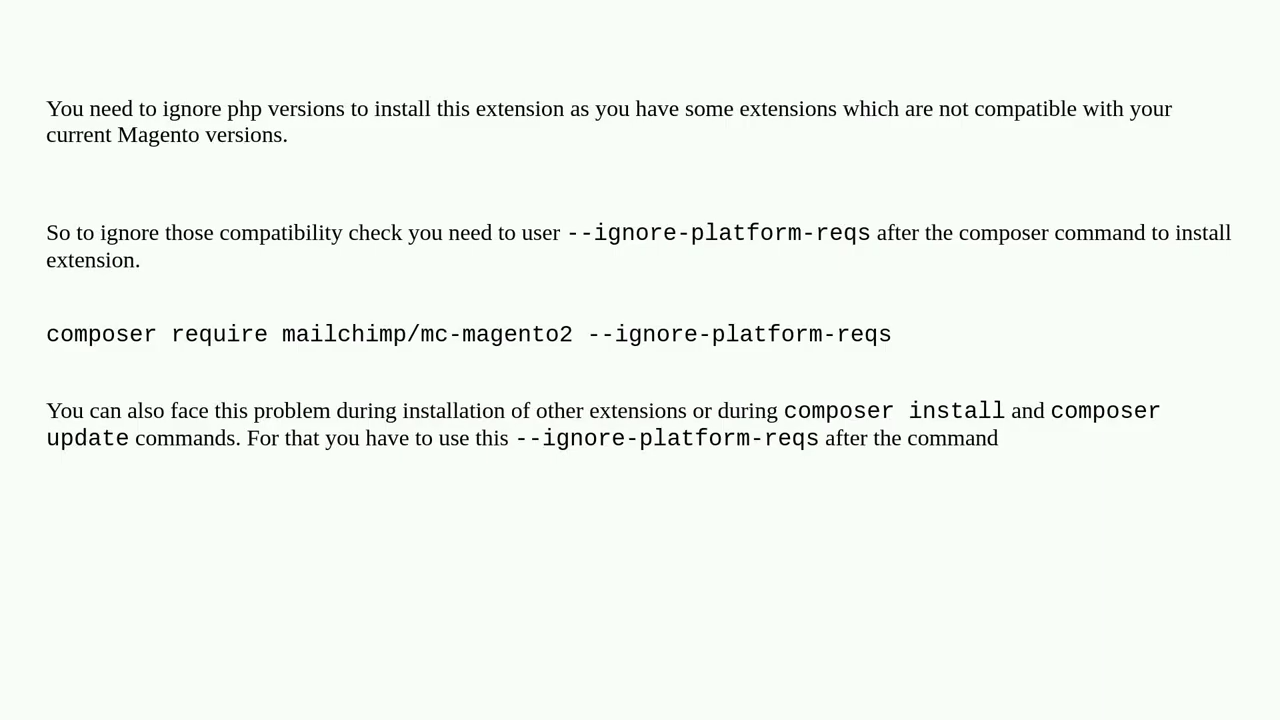 You need to ignore php versions to install this extension as you have some extensions which are not compatible with your
current Magento versions.
So to ignore those compatibility check you need to user --ignore-platform-reqs after the composer command to install
extension.
composer require mailchimp/mc-magento2 --ignore-platform-reqs
You can also face this problem during installation of other extensions or during composer install and composer
update commands. For that you have to use this --ignore-platform-reqs after the command